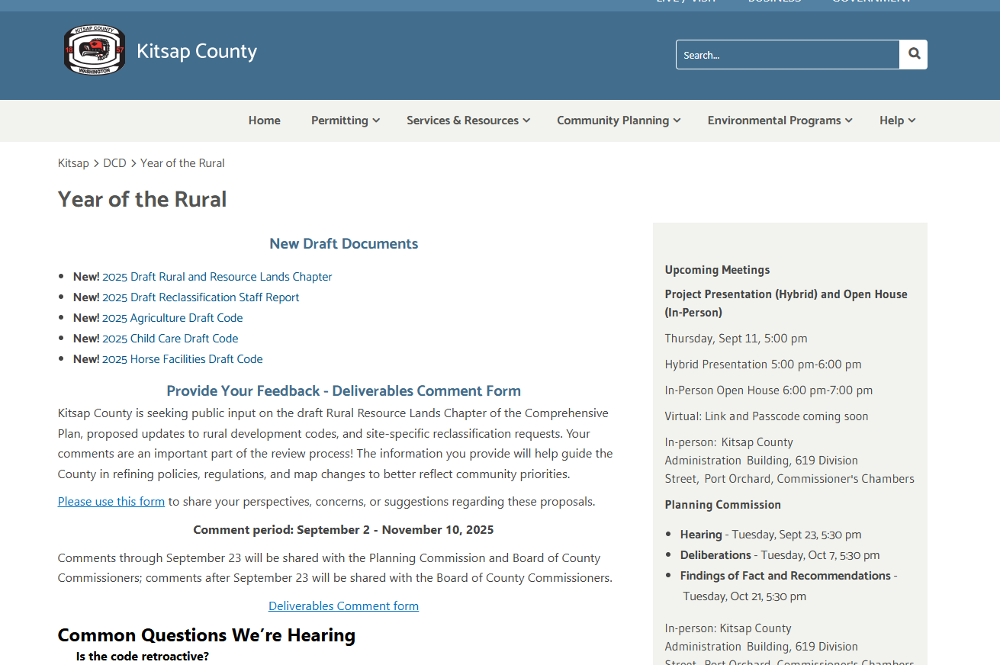 LIVE / VISIT BUSINESS GOVERNMENT
KITSAP COUNTY
18 57
WASHINGTON
Kitsap County
Search...
Home Permitting Services & Resources Community Planning Environmental Programs Help
Kitsap > DCD > Year of the Rural
Year of the Rural
New Draft Documents
• New! 2025 Draft Rural and Resource Lands Chapter
• New! 2025 Draft Reclassification Staff Report
• New! 2025 Agriculture Draft Code
• New! 2025 Child Care Draft Code
• New! 2025 Horse Facilities Draft Code
Provide Your Feedback - Deliverables Comment Form
Kitsap County is seeking public input on the draft Rural Resource Lands Chapter of the Comprehensive
Plan, proposed updates to rural development codes, and site-specific reclassification requests. Your
comments are an important part of the review process! The information you provide will help guide the
County in refining policies, regulations, and map changes to better reflect community priorities.
Please use this form to share your perspectives, concerns, or suggestions regarding these proposals.
Comment period: September 2 - November 10, 2025
Comments through September 23 will be shared with the Planning Commission and Board of County
Commissioners; comments after September 23 will be shared with the Board of County Commissioners.
Deliverables Comment form
Common Questions We’re Hearing
Is the code retroactive?
Upcoming Meetings
Project Presentation (Hybrid) and Open House
(In-Person)
Thursday, Sept 11, 5:00 pm
Hybrid Presentation 5:00 pm-6:00 pm
In-Person Open House 6:00 pm-7:00 pm
Virtual: Link and Passcode coming soon
In-person: Kitsap County
Administration Building, 619 Division
Street, Port Orchard, Commissioner's Chambers
Planning Commission
• Hearing - Tuesday, Sept 23, 5:30 pm
• Deliberations - Tuesday, Oct 7, 5:30 pm
• Findings of Fact and Recommendations -
Tuesday, Oct 21, 5:30 pm
In-person: Kitsap County
Administration Building, 619 Division
Street, Port Orchard, Commissioner's Chambers